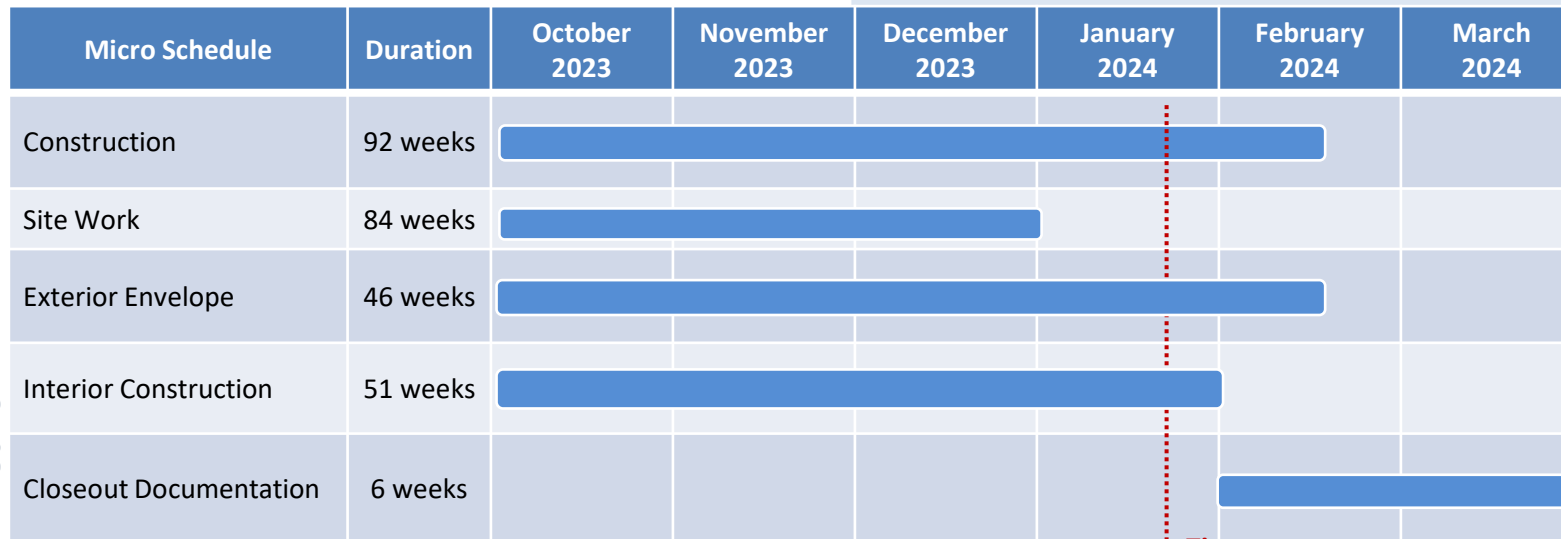 Micro Schedule
Duration
October
2023
November
2023
December
2023
January
2024
February
2024
March
2024
Construction
92 weeks
Site Work
84 weeks
Exterior Envelope
46 weeks
Interior Construction
51 weeks
Closeout Documentation
6 weeks